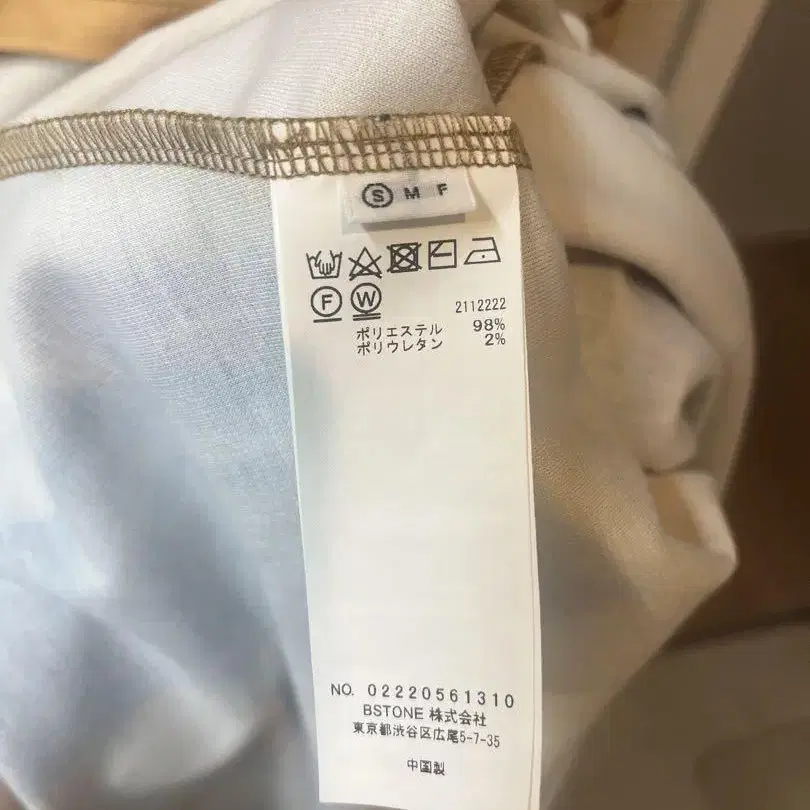 S M F
F W
2112222
ポリエステル 98%
ポリウレタン 2%
NO. 02220561310
BSTONE 株式会社
東京都渋谷区広尾5-7-35
中国製